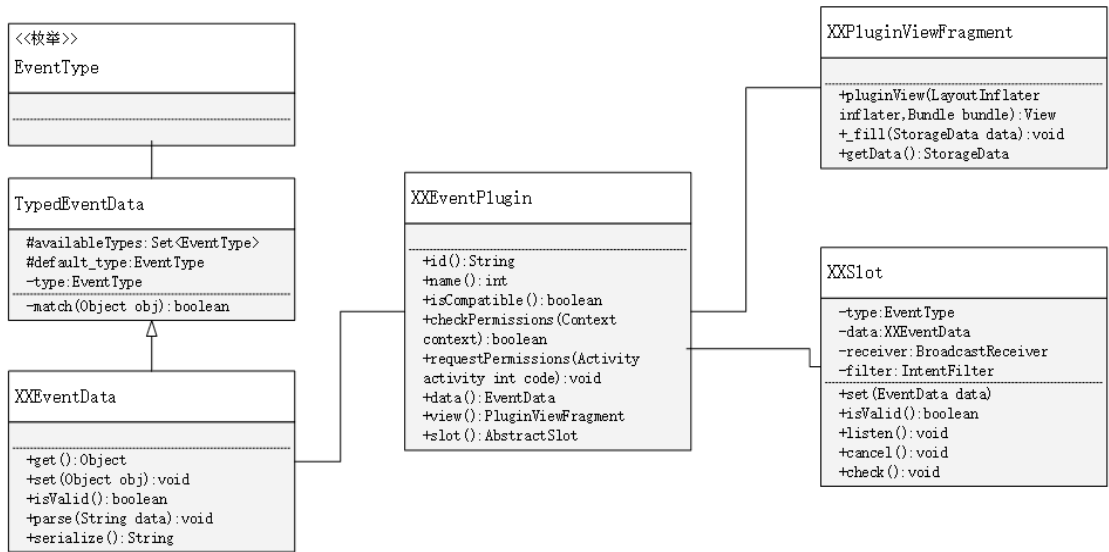 <<枚举>>
EventType
TypedEventData
#availableTypes:Set<EventType>
#default_type:EventType
-type:EventType
-match(Object obj):boolean
XXEventData
+get():Object
+set(Object obj):void
+isValid():boolean
+parse(String data):void
+serialize():String
XXEventPlugin
+id():String
+name():int
+isCompatible():boolean
+checkPermissions(Context
context):boolean
+requestPermissions(Activity
activity int code):void
+data():EventData
+view():PluginViewFragment
+slot():AbstractSlot
XXPluginViewFragment
+pluginView(LayoutInflater
inflater,Bundle bundle):View
+_fill(StorageData data):void
+getData():StorageData
XXSlot
-type:EventType
-data:XXEventData
-receiver:BroadcastReceiver
-filter:IntentFilter
+set(EventData data)
+isValid():boolean
+listen():void
+cancel():void
+check():void